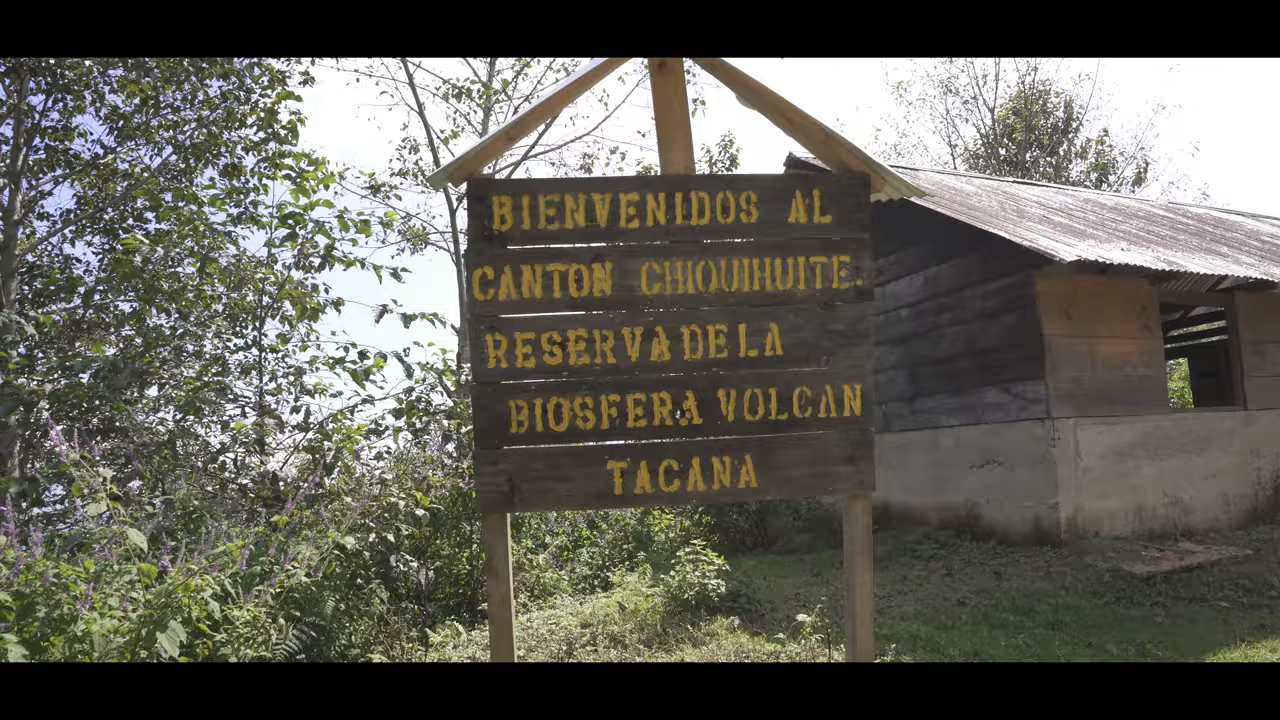 BIENVENIDOS AL
CANTON CHIQUIHUITE.
RESERVA DE LA
BIOSFERA VOLCAN
TACANA